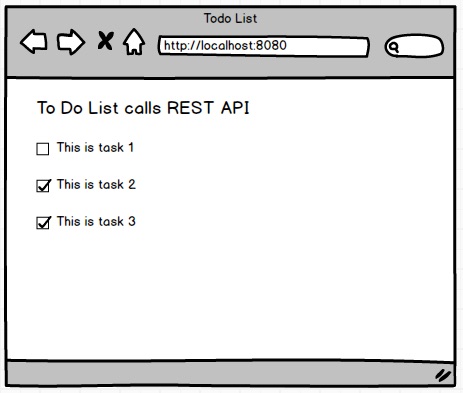 Todo List
http://localhost:8080
To Do List calls REST API
This is task 1
This is task 2
This is task 3